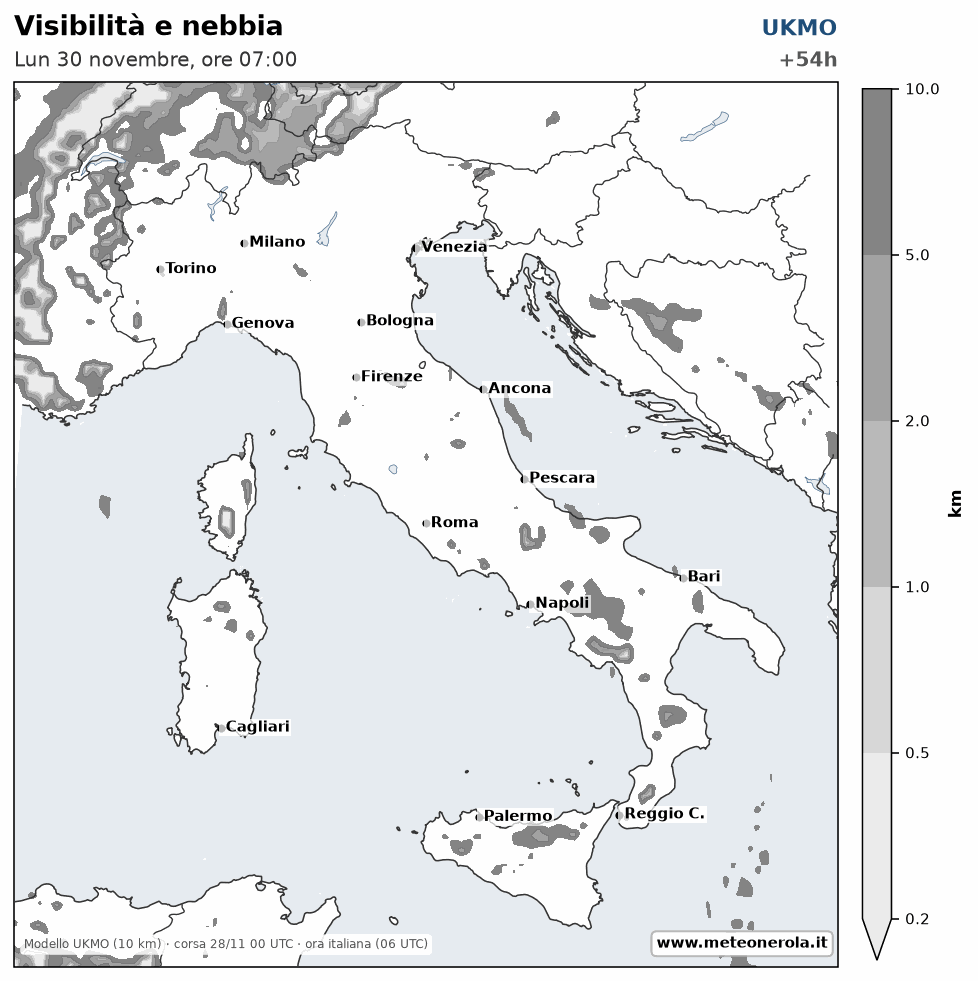 Visibilità e nebbia
UKMO
Lun 30 novembre, ore 07:00
+54h
10.0
5.0
2.0
1.0
0.5
0.2
km
Milano
Venezia
Torino
Genova
Bologna
Firenze
Ancona
Pescara
Roma
Bari
Napoli
Cagliari
Palermo
Reggio C.
Modello UKMO (10 km) · corsa 28/11 00 UTC · ora italiana (06 UTC)
www.meteonerola.it